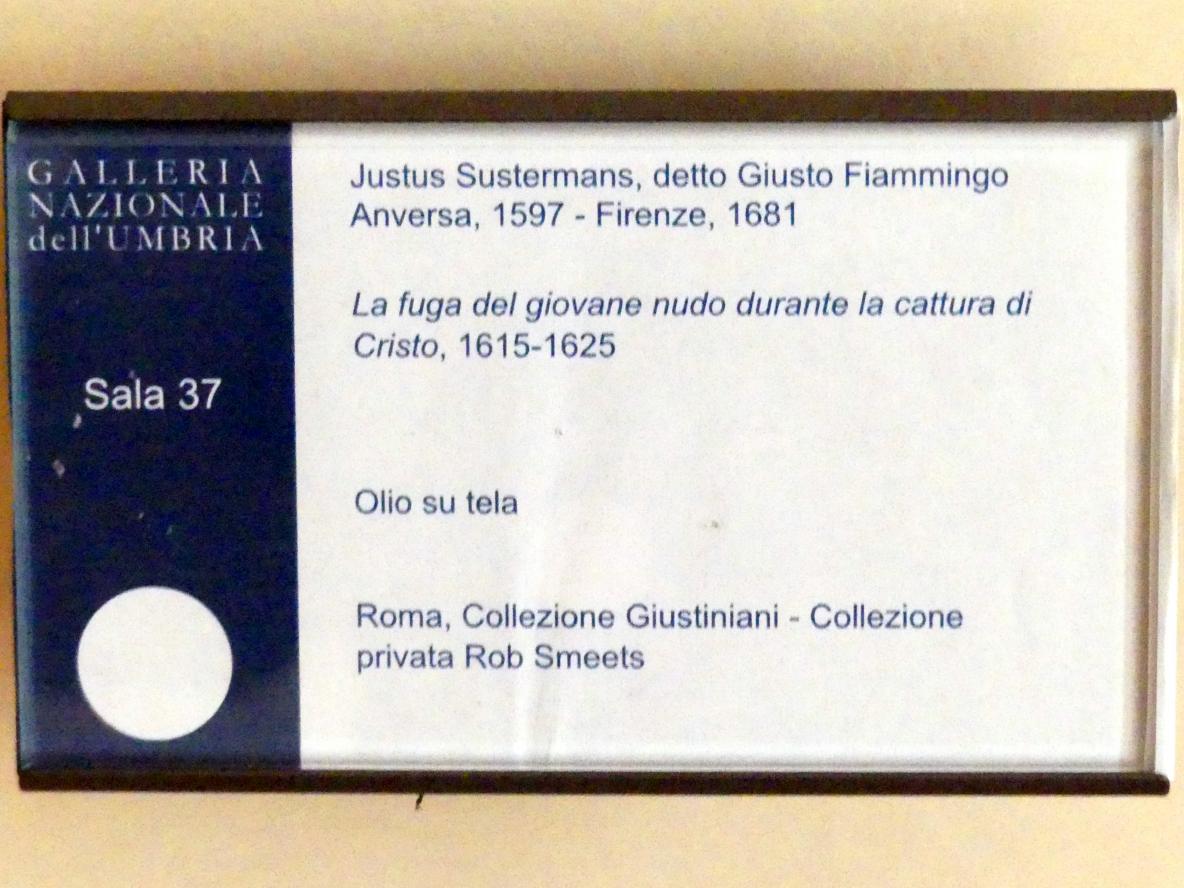 GALLERIA
NAZIONALE
dell'UMBRIA
Sala 37
Justus Sustermans, detto Giusto Fiammingo
Anversa, 1597 - Firenze, 1681
La fuga del giovane nudo durante la cattura di
Cristo, 1615-1625
Olio su tela
Roma, Collezione Giustiniani - Collezione
privata Rob Smeets